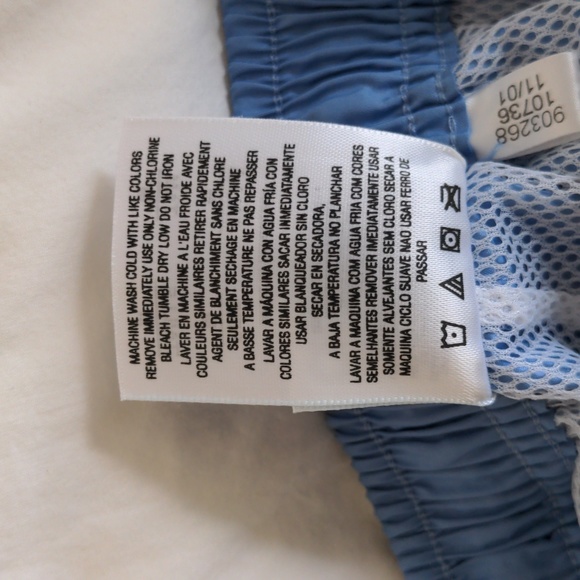 MACHINE WASH COLD WITH LIKE COLORS
REMOVE IMMEDIATELY USE ONLY NON-CHLORINE
BLEACH TUMBLE DRY LOW DO NOT IRON
LAVER EN MACHINE A L'EAU FROIDE AVEC
COULEURS SIMILAIRES RETIRER RAPIDEMENT
AGENT DE BLANCHIMENT SANS CHLORE
SEULEMENT SECHAGE EN MACHINE
A BASSE TEMPERATURE NE PAS REPASSER
LAVAR A MÁQUINA CON AGUA FRÍA CON
COLORES SIMILARES SACAR INMEDIATAMENTE
USAR BLANQUEADOR SIN CLORO
SECAR EN SECADORA,
A BAJA TEMPERATURA NO PLANCHAR
LAVAR A MAQUINA COM AGUA FRIA COM CORES
SEMELHANTES REMOVER IMEDIATAMENTE USAR
SOMENTE ALVEJANTES SEM CLORO SECAR A
MAQUINA CICLO SUAVE NAO USAR FERRO DE
PASSAR
903268
10736
11/01